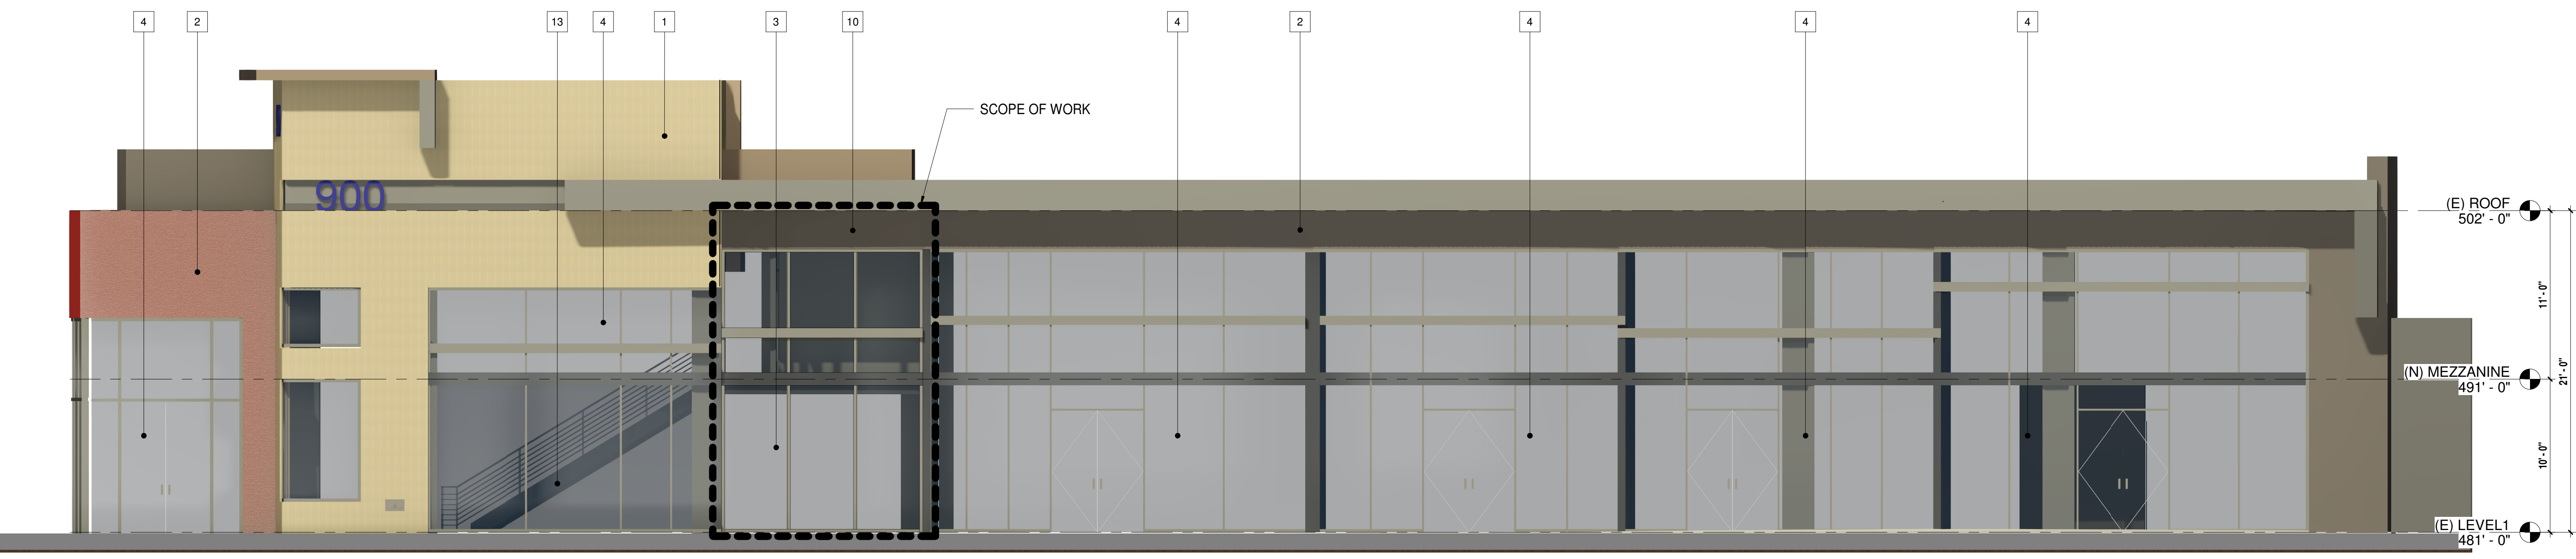 4 2 13 4 1 3 10 4 2 4 4 4
SCOPE OF WORK
900
(E) ROOF
502' - 0"
11' - 0"
(N) MEZZANINE
491' - 0"
21' - 0"
10' - 0"
(E) LEVEL1
481' - 0"